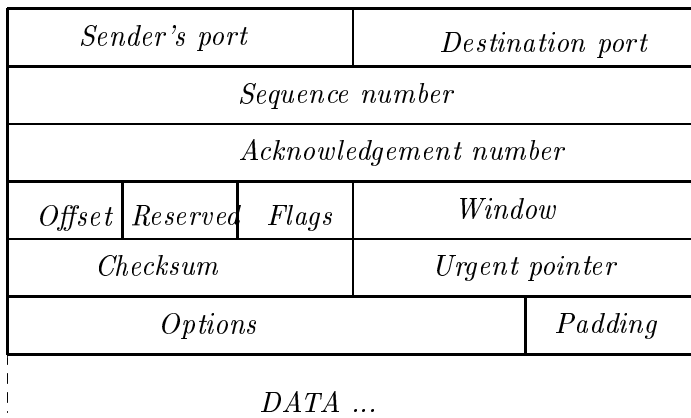 Sender's port Destination port
Sequence number
Acknowledgement number
Offset Reserved Flags Window
Checksum Urgent pointer
Options Padding
DATA ...